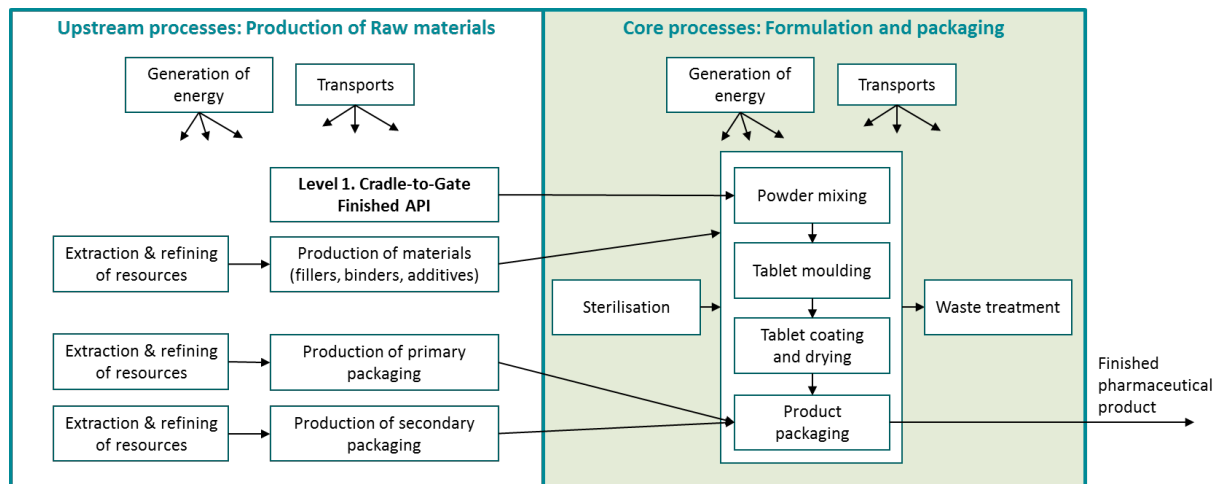 Upstream processes: Production of Raw materials
Core processes: Formulation and packaging
Generation of
energy
Transports
Generation of
energy
Transports
Level 1. Cradle-to-Gate
Finished API
Powder mixing
Extraction & refining
of resources
Production of materials
(fillers, binders, additives)
Tablet moulding
Sterilisation
Waste treatment
Extraction & refining
of resources
Production of primary
packaging
Tablet coating
and drying
Finished
pharmaceutical
product
Extraction & refining
of resources
Production of secondary
packaging
Product
packaging